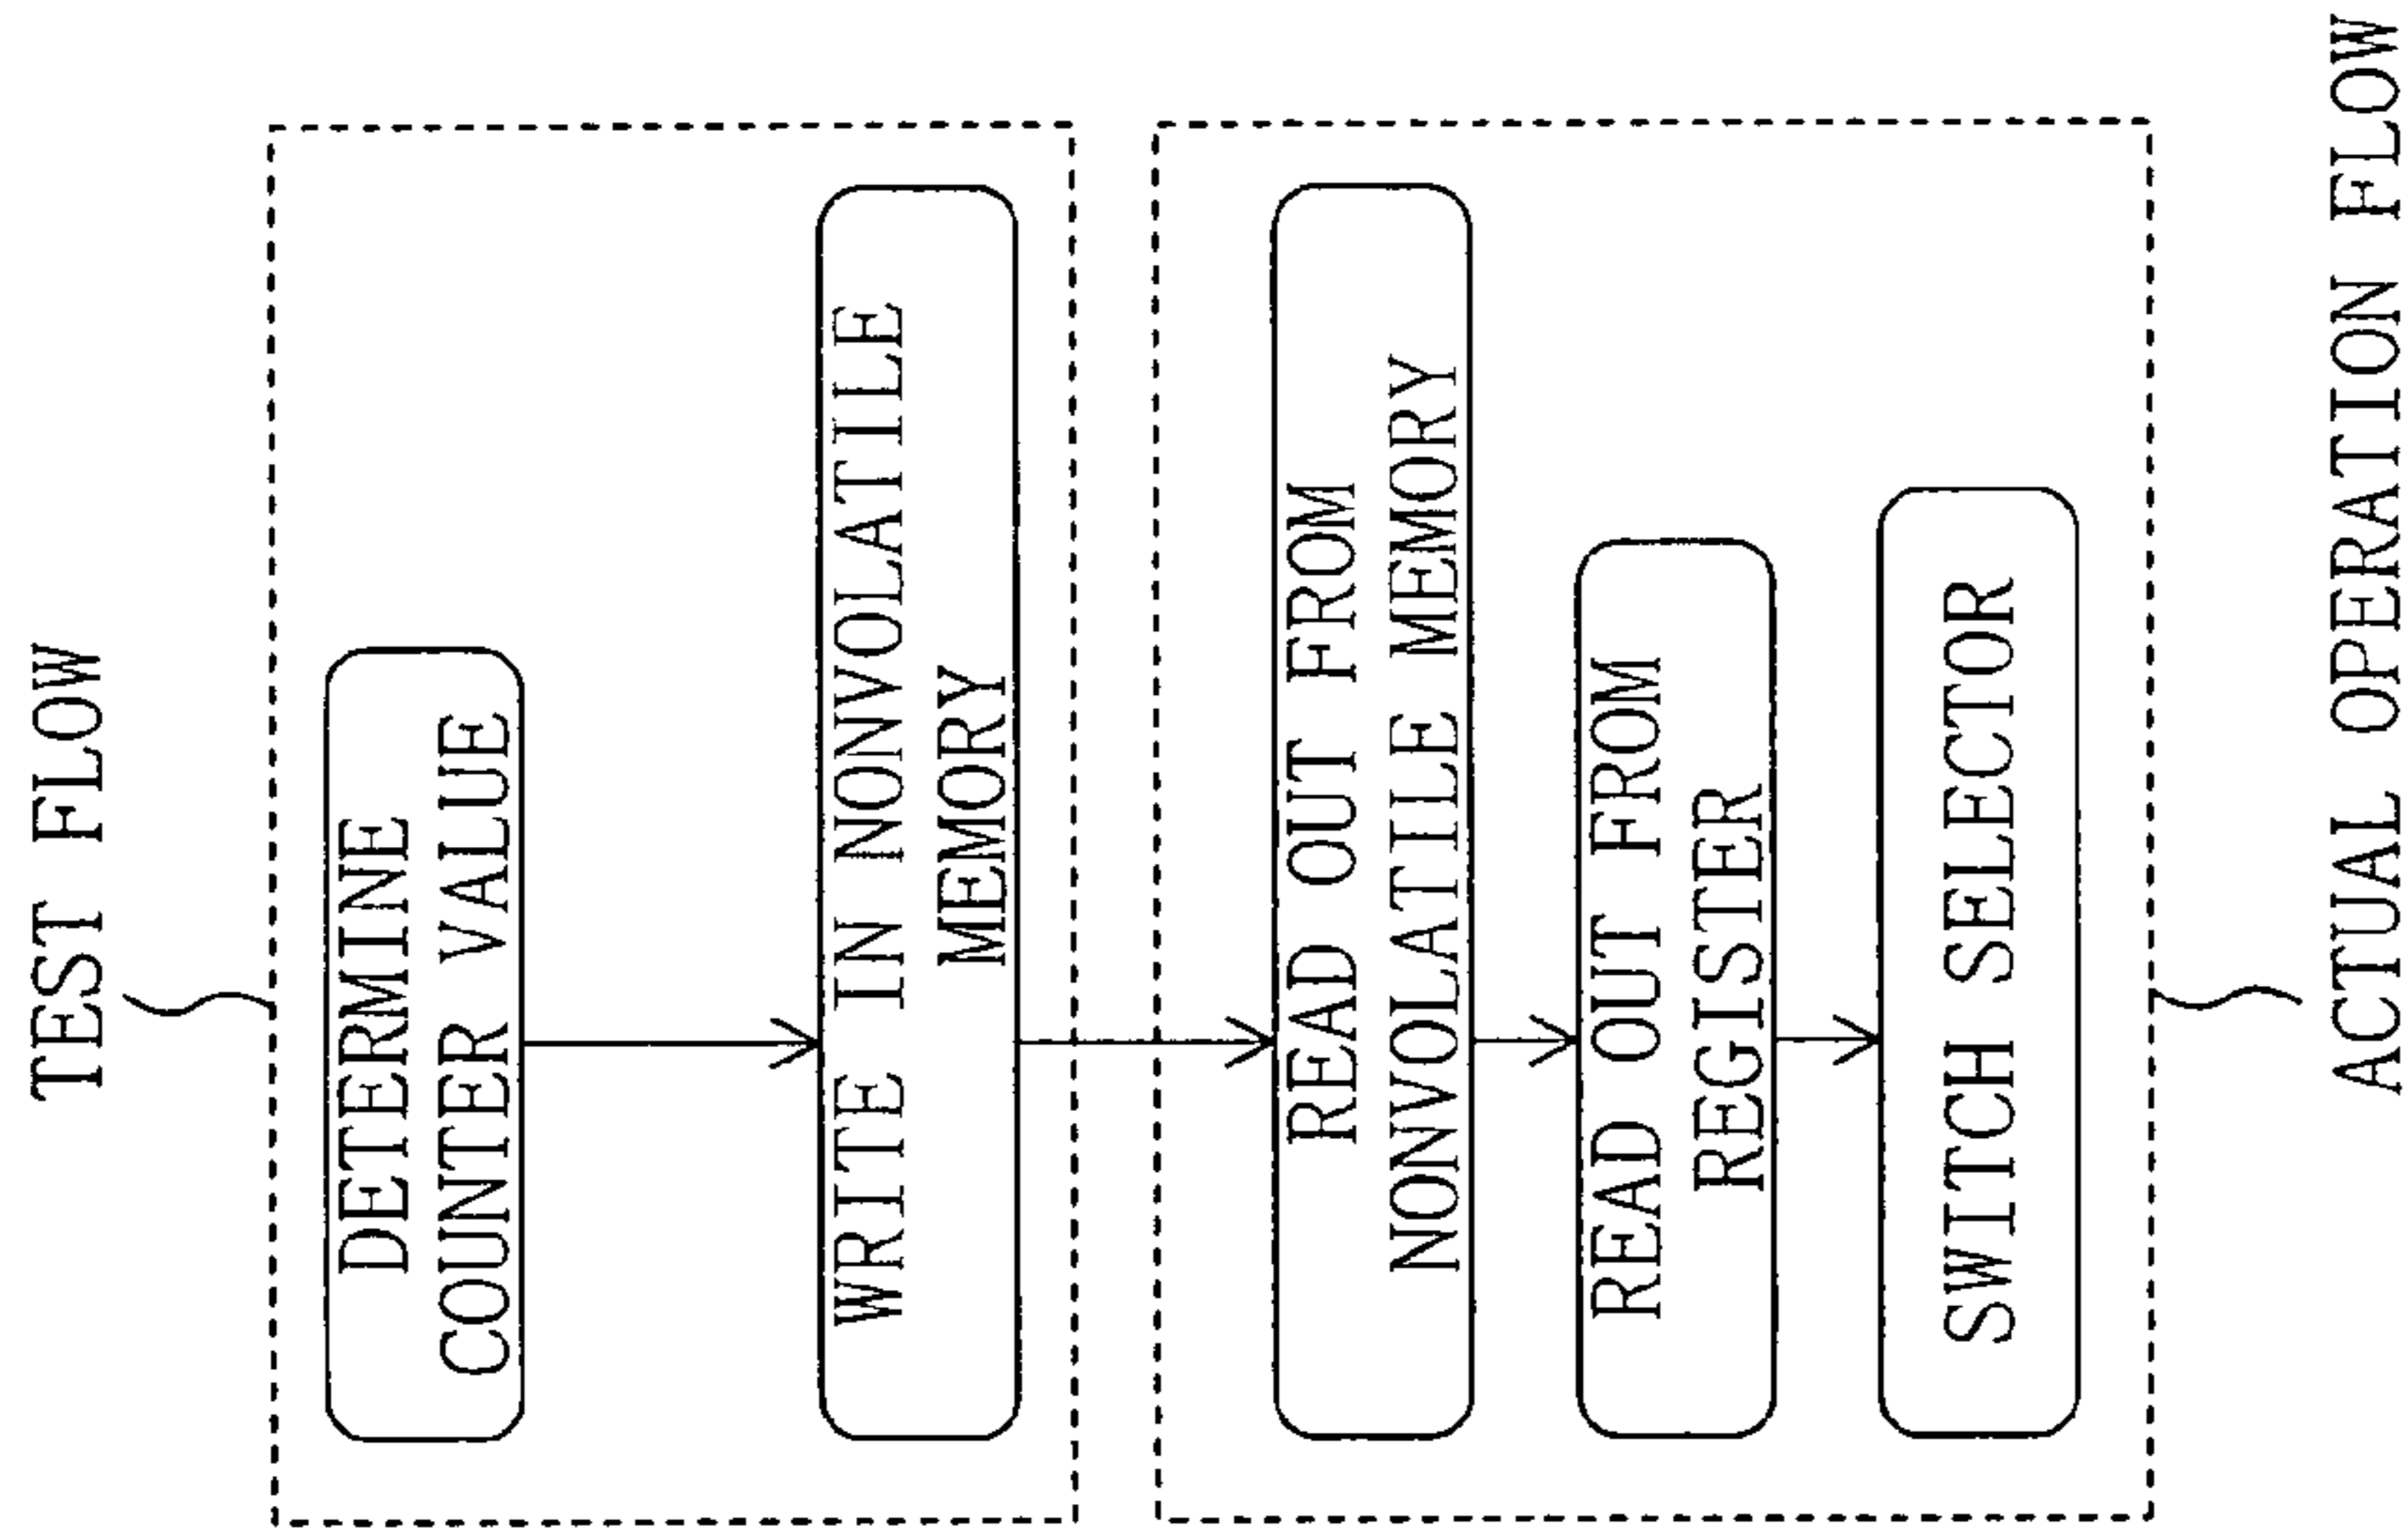 TEST FLOW
DETERMINE
COUNTER VALUE
WRITE IN NONVOLATILE
MEMORY
READ OUT FROM
NONVOLATILE MEMORY
READ OUT FROM
REGISTER
SWITCH SELECTOR
ACTUAL OPERATION FLOW